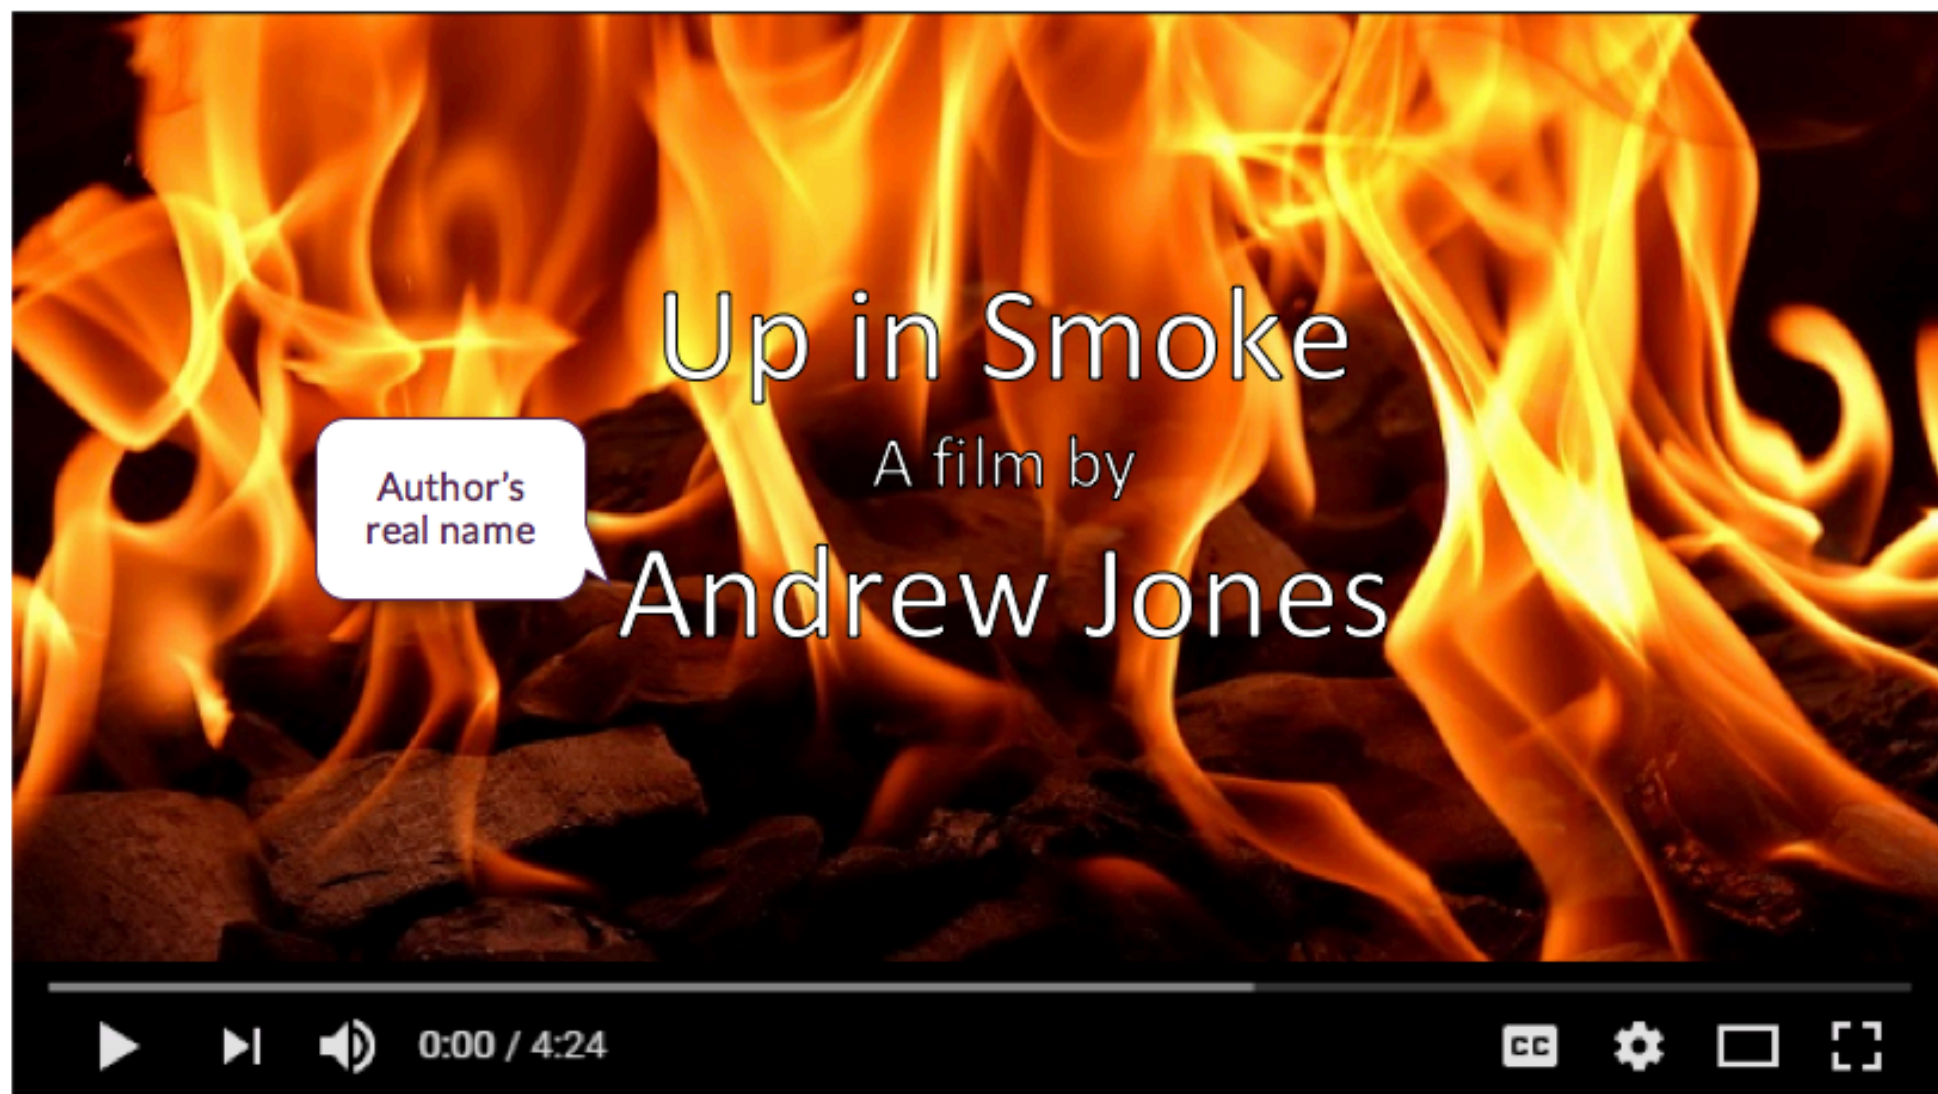 Up in Smoke
A film by
Author's
real name
Andrew Jones
0:00 / 4:24
CC